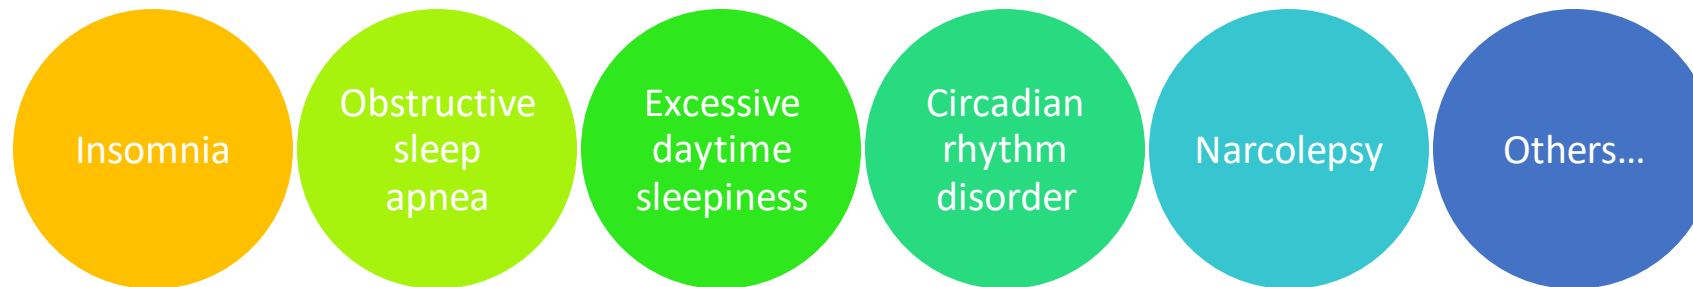 Insomnia
Obstructive
sleep
apnea
Excessive
daytime
sleepiness
Circadian
rhythm
disorder
Narcolepsy
Others...